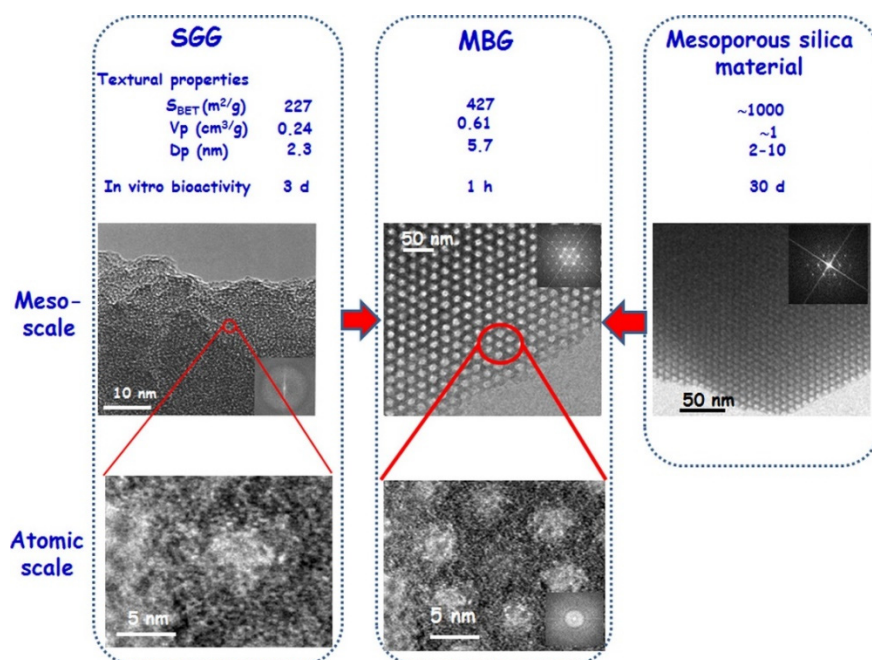 SGG
MBG
Mesoporous silica
material
Textural properties
S_BET (m²/g) 227 427 ~1000
Vp (cm³/g) 0.24 0.61 ~1
Dp (nm) 2.3 5.7 2-10
In vitro bioactivity 3 d 1 h 30 d
Meso-
scale
10 nm
50 nm
50 nm
Atomic
scale
5 nm
5 nm